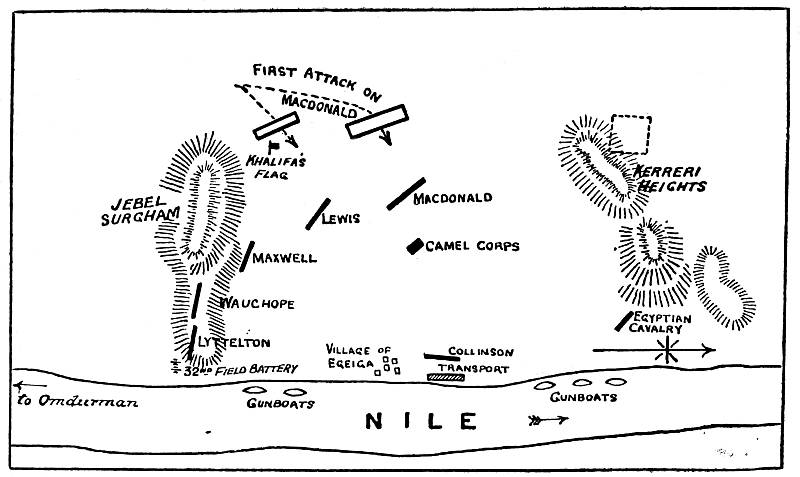 FIRST ATTACK ON
MACDONALD
KHALIFA'S
FLAG
JEBEL
SURGHAM
KERRERI
HEIGHTS
MACDONALD
LEWIS
CAMEL CORPS
MAXWELL
WAUCHOPE
EGYPTIAN
CAVALRY
LYTTELTON
VILLAGE OF
EGEIGA
COLLINSON
TRANSPORT
32ND FIELD BATTERY
to Omdurman
GUNBOATS
GUNBOATS
NILE